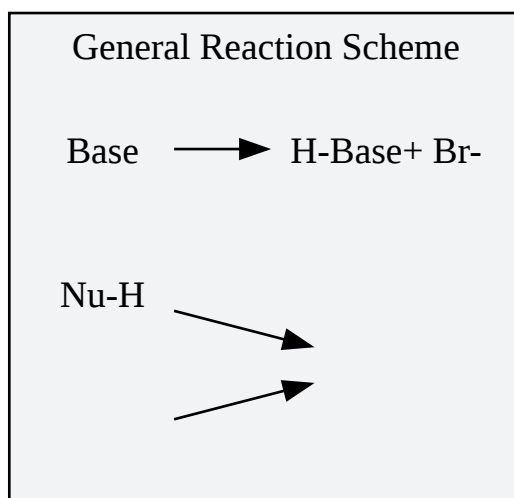 General Reaction Scheme
Base H-Base+ Br-
Nu-H